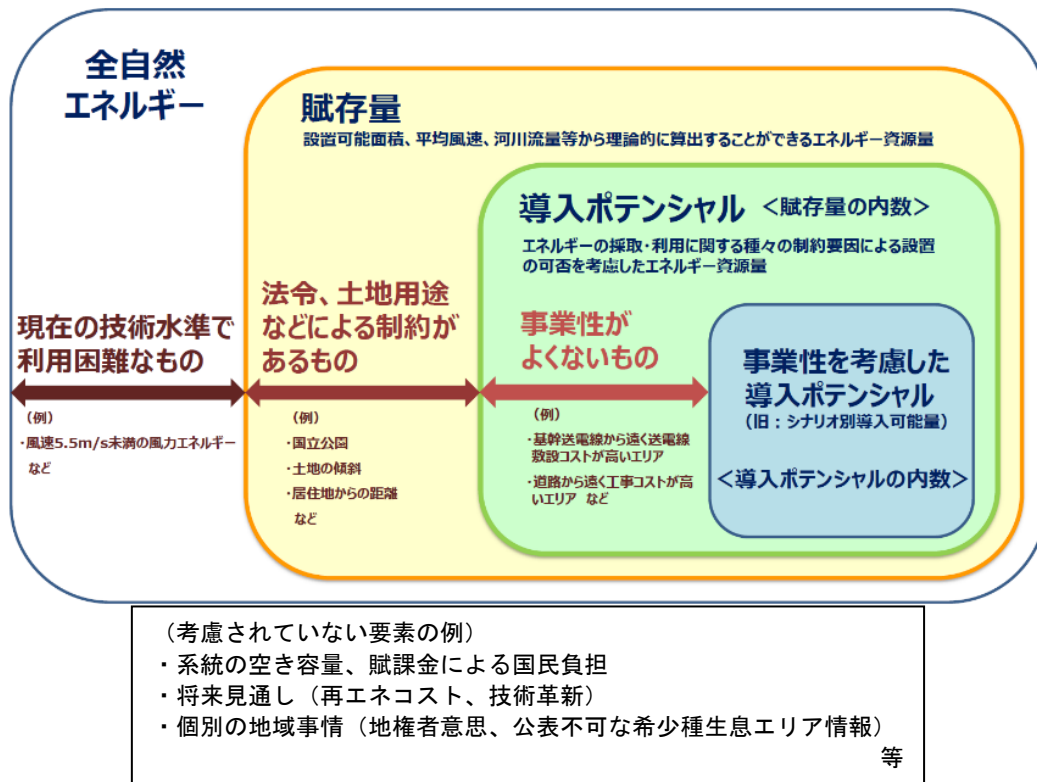 全自然
エネルギー
賦存量
設置可能面積、平均風速、河川流量等から理論的に算出することができるエネルギー資源量
導入ポテンシャル <賦存量の内数>
エネルギーの採取・利用に関する種々の制約要因による設置
の可否を考慮したエネルギー資源量
現在の技術水準で
利用困難なもの
(例)
・風速5.5m/s未満の風力エネルギー
など
法令、土地用途
などによる制約が
あるもの
(例)
・国立公園
・土地の傾斜
・居住地からの距離
など
事業性が
よくないもの
(例)
・基幹送電線から遠く送電線
敷設コストが高いエリア
・道路から遠く工事コストが高
いエリア など
事業性を考慮した
導入ポテンシャル
(旧:シナリオ別導入可能量)
<導入ポテンシャルの内数>
(考慮されていない要素の例)
・系統の空き容量、賦課金による国民負担
・将来見通し(再エネコスト、技術革新)
・個別の地域事情(地権者意思、公表不可な希少種生息エリア情報)
等